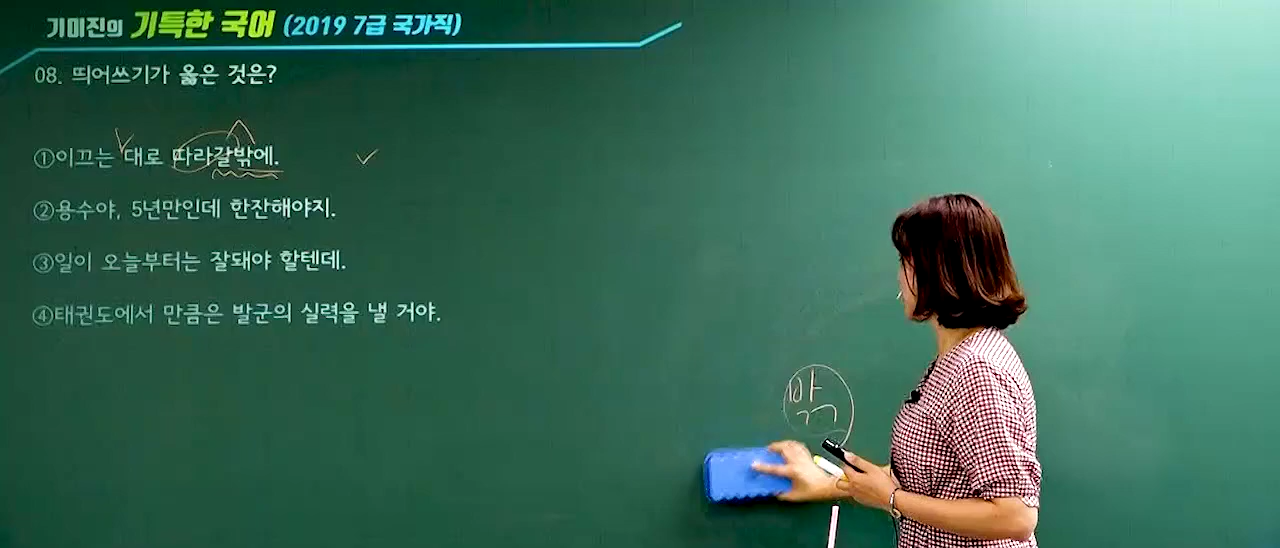 기미진의 기특한 국어 (2019 7급 국가직)
08. 띄어쓰기가 옳은 것은?
①이끄는 대로 따라갈밖에.
②용수야, 5년만인데 한잔해야지.
③일이 오늘부터는 잘돼야 할텐데.
④태권도에서 만큼은 발군의 실력을 낼 거야.
밖